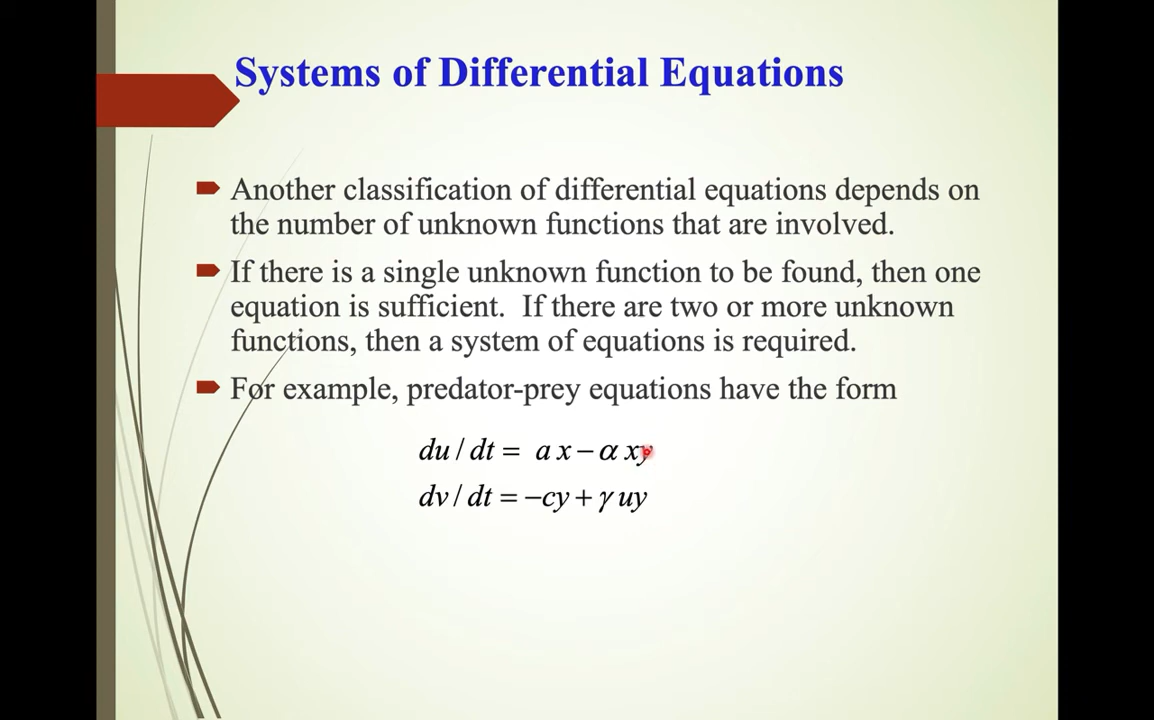 Systems of Differential Equations
Another classification of differential equations depends on
the number of unknown functions that are involved.
If there is a single unknown function to be found, then one
equation is sufficient. If there are two or more unknown
functions, then a system of equations is required.
For example, predator-prey equations have the form
du / dt = a x − α xy
dv / dt = −cy + γ uy